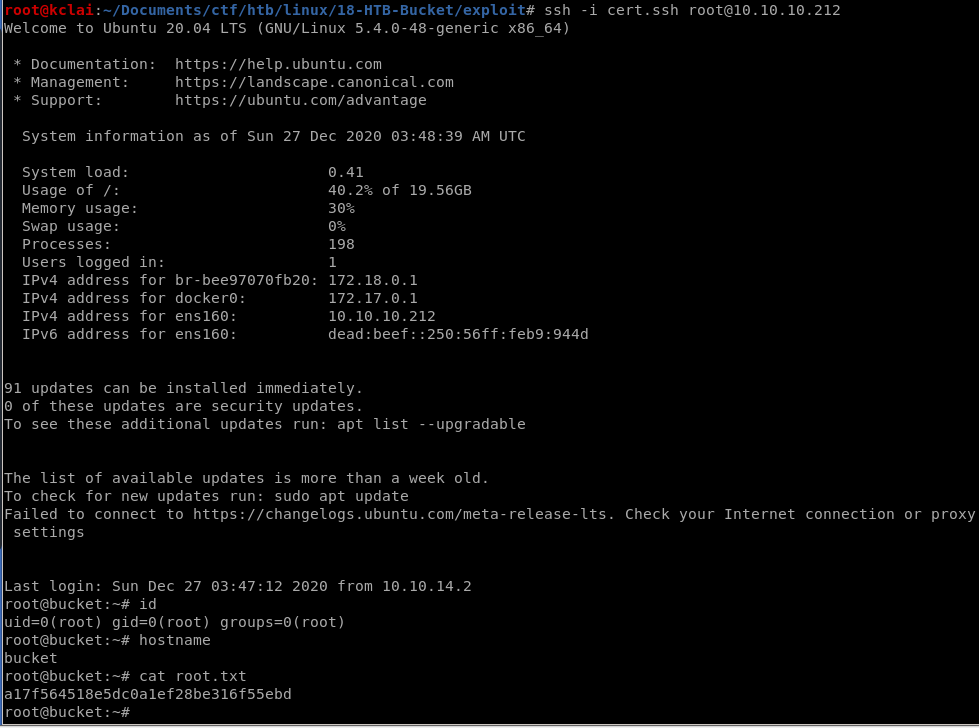 root@kclai:~/Documents/ctf/htb/linux/18-HTB-Bucket/exploit# ssh -i cert.ssh root@10.10.10.212
Welcome to Ubuntu 20.04 LTS (GNU/Linux 5.4.0-48-generic x86_64)
* Documentation:  https://help.ubuntu.com
* Management:     https://landscape.canonical.com
* Support:        https://ubuntu.com/advantage
System information as of Sun 27 Dec 2020 03:48:39 AM UTC
System load:                      0.41
Usage of /:                       40.2% of 19.56GB
Memory usage:                     30%
Swap usage:                       0%
Processes:                        198
Users logged in:                  1
IPv4 address for br-bee97070fb20: 172.18.0.1
IPv4 address for docker0:         172.17.0.1
IPv4 address for ens160:          10.10.10.212
IPv6 address for ens160:          dead:beef::250:56ff:feb9:944d
91 updates can be installed immediately.
0 of these updates are security updates.
To see these additional updates run: apt list --upgradable
The list of available updates is more than a week old.
To check for new updates run: sudo apt update
Failed to connect to https://changelogs.ubuntu.com/meta-release-lts. Check your Internet connection or proxy
settings
Last login: Sun Dec 27 03:47:12 2020 from 10.10.14.2
root@bucket:~# id
uid=0(root) gid=0(root) groups=0(root)
root@bucket:~# hostname
bucket
root@bucket:~# cat root.txt
a17f564518e5dc0a1ef28be316f55ebd
root@bucket:~#